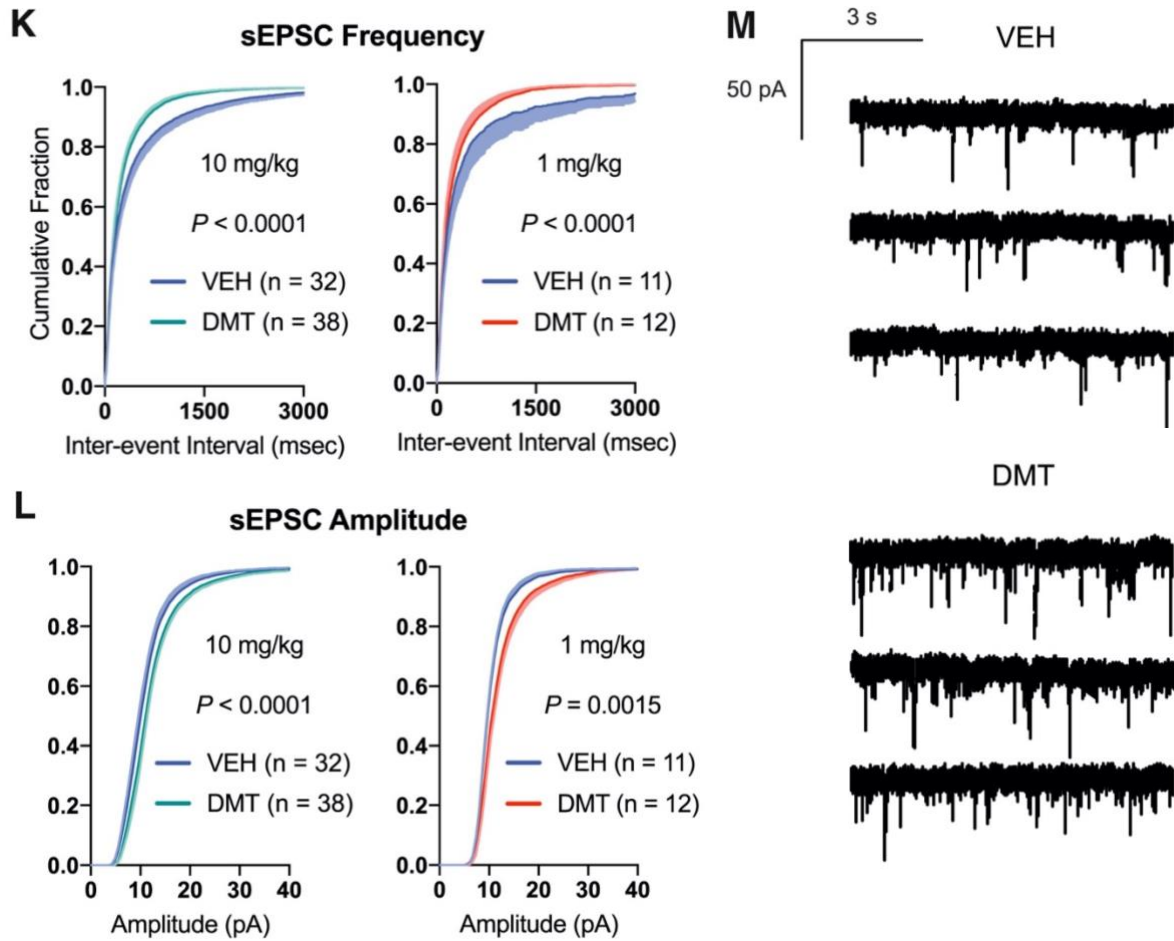 K
sEPSC Frequency
Cumulative Fraction
1.0
0.8
0.6
0.4
0.2
0.0
0 1500 3000
Inter-event Interval (msec)
10 mg/kg
P < 0.0001
VEH (n = 32)
DMT (n = 38)
1.0
0.8
0.6
0.4
0.2
0.0
0 1500 3000
Inter-event Interval (msec)
1 mg/kg
P < 0.0001
VEH (n = 11)
DMT (n = 12)
L
sEPSC Amplitude
1.0
0.8
0.6
0.4
0.2
0.0
0 10 20 30 40
Amplitude (pA)
10 mg/kg
P < 0.0001
VEH (n = 32)
DMT (n = 38)
1.0
0.8
0.6
0.4
0.2
0.0
0 10 20 30 40
Amplitude (pA)
1 mg/kg
P = 0.0015
VEH (n = 11)
DMT (n = 12)
M
3 s
50 pA
VEH
DMT